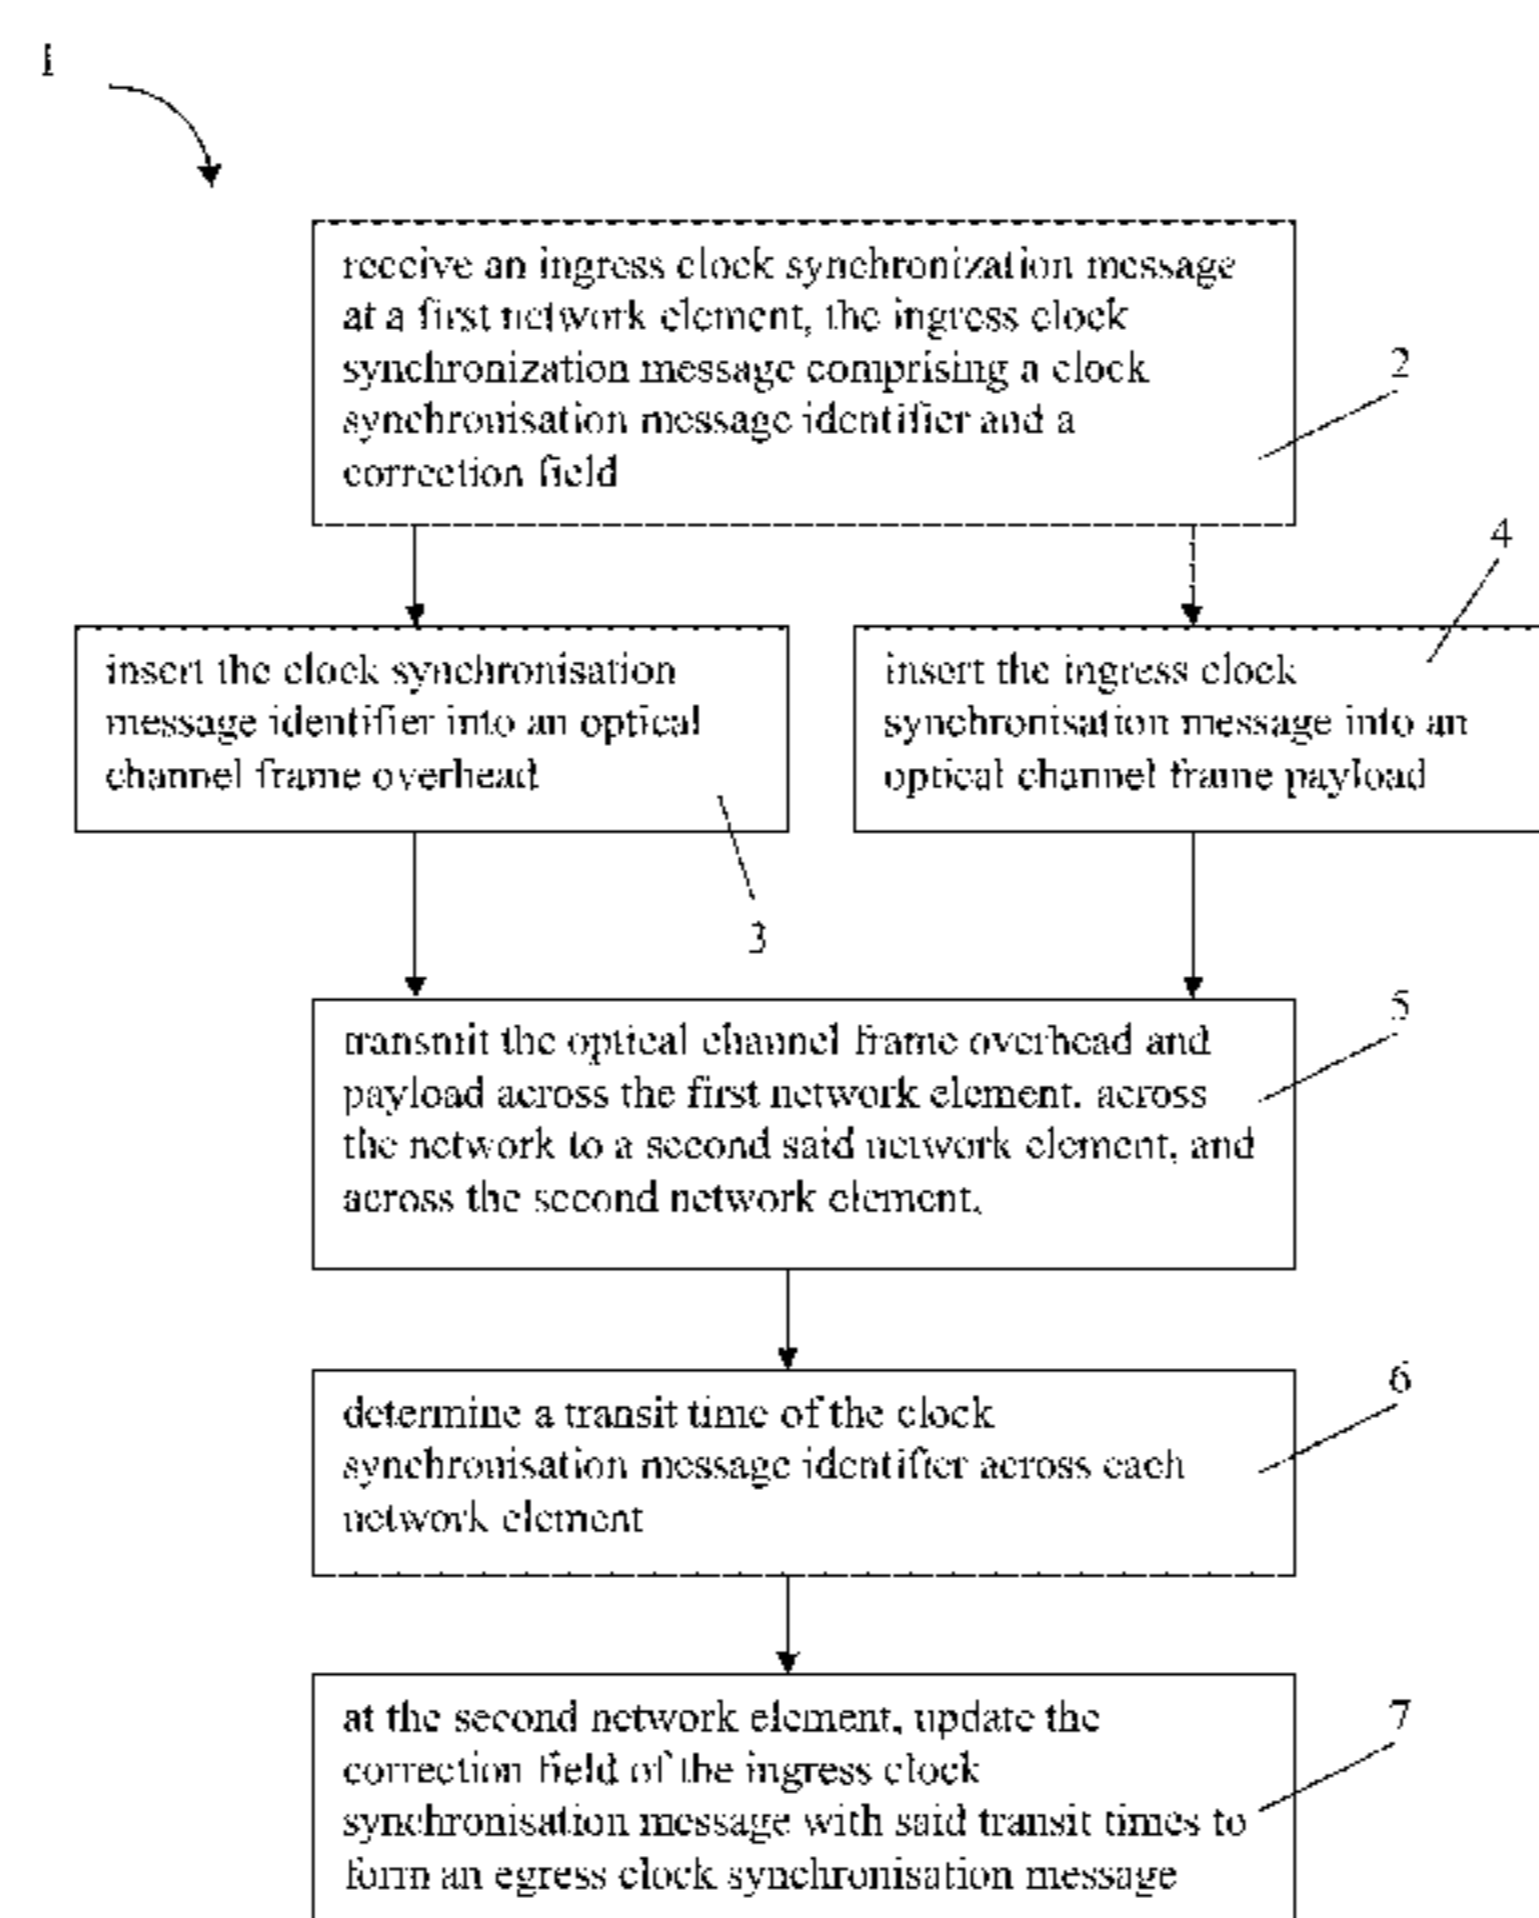 1
receive an ingress clock synchronization message
at a first network element, the ingress clock
synchronization message comprising a clock
synchronisation message identifier and a
correction field
2
4
insert the clock synchronisation
message identifier into an optical
channel frame overhead
3
insert the ingress clock
synchronisation message into an
optical channel frame payload
5
transmit the optical channel frame overhead and
payload across the first network element, across
the network to a second said network element, and
across the second network element,
6
determine a transit time of the clock
synchronisation message identifier across each
network element
7
at the second network element, update the
correction field of the ingress clock
synchronisation message with said transit times to
form an egress clock synchronisation message